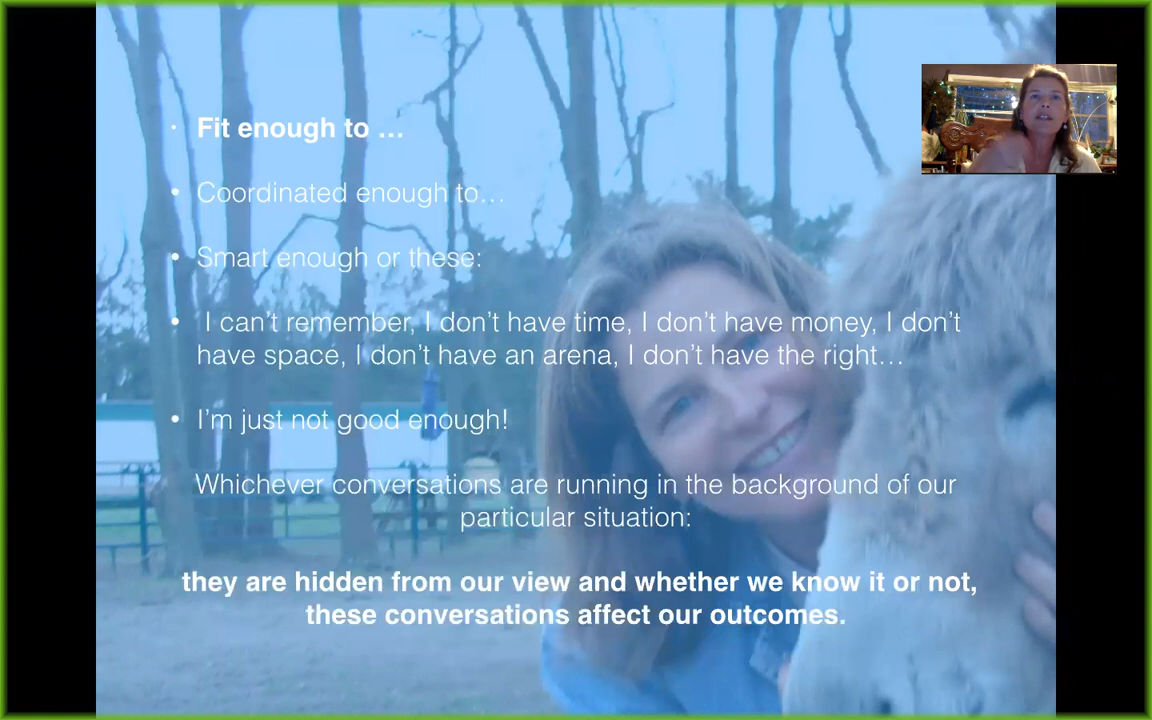 • Fit enough to …
• Coordinated enough to…
• Smart enough or these:
• I can’t remember, I don’t have time, I don’t have money, I don’t
have space, I don’t have an arena, I don’t have the right…
• I’m just not good enough!
Whichever conversations are running in the background of our
particular situation:
they are hidden from our view and whether we know it or not,
these conversations affect our outcomes.